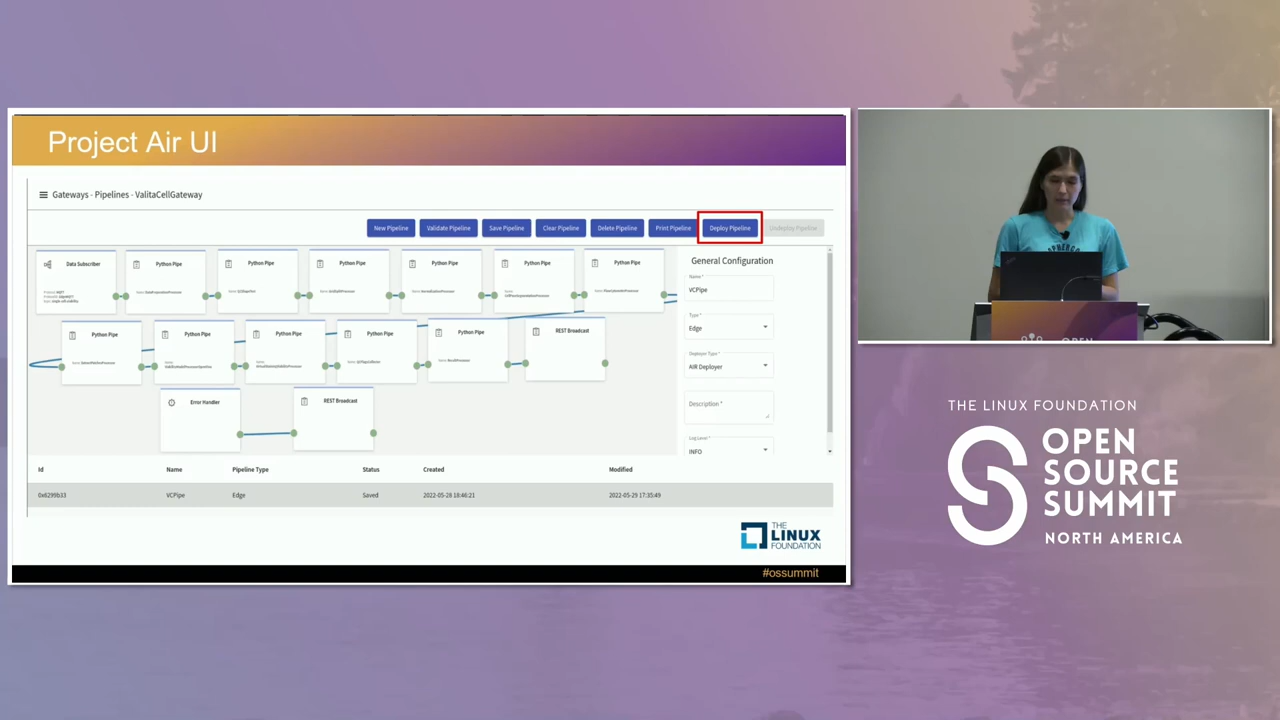 Project Air UI
Gateways - Pipelines - ValitaCellGateway
New Pipeline
Validate Pipeline
Save Pipeline
Clear Pipeline
Delete Pipeline
Print Pipeline
Deploy Pipeline
Undeploy Pipeline
Data Subscriber
Python Pipe
Python Pipe
Python Pipe
Python Pipe
Python Pipe
Python Pipe
General Configuration
Name *
VCPipe
Type *
Edge
Deployer Type *
AIR Deployer
Description *
Log Level *
INFO
Python Pipe
Python Pipe
Python Pipe
Python Pipe
Python Pipe
REST Broadcast
Error Handler
REST Broadcast
Id Name Pipeline Type Status Created Modified
0x6299b33 VCPipe Edge Saved 2022-05-28 18:46:21 2022-05-29 17:35:49
THE
LINUX
FOUNDATION
#ossummit
THE LINUX FOUNDATION
OPEN
SOURCE
SUMMIT
NORTH AMERICA
OPEN